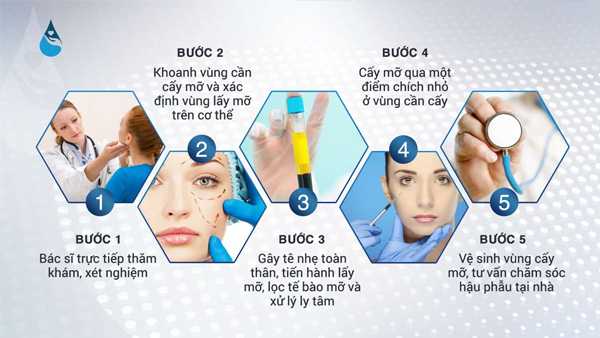 BƯỚC 1
1
Bác sĩ trực tiếp thăm
khám, xét nghiệm
BƯỚC 2
Khoanh vùng cần
cấy mỡ và xác
định vùng lấy mỡ
trên cơ thể
2
3
BƯỚC 3
Gây tê nhẹ toàn
thân, tiến hành lấy
mỡ, lọc tế bào mỡ và
xử lý ly tâm
BƯỚC 4
Cấy mỡ qua một
điểm chích nhỏ
ở vùng cần cấy
4
5
BƯỚC 5
Vệ sinh vùng cấy
mỡ, tư vấn chăm sóc
hậu phẫu tại nhà